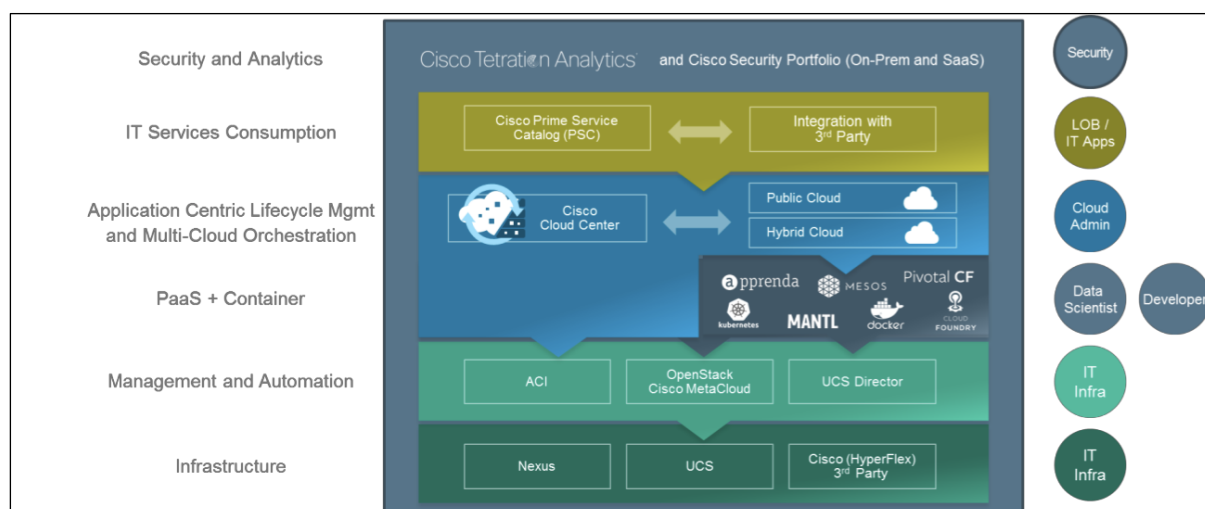 Security and Analytics
Cisco Tetration Analytics and Cisco Security Portfolio (On-Prem and SaaS)
Security
IT Services Consumption
Cisco Prime Service
Catalog (PSC)
Integration with
3rd Party
LOB /
IT Apps
Application Centric Lifecycle Mgmt
and Multi-Cloud Orchestration
Cisco
Cloud Center
Public Cloud
Hybrid Cloud
Cloud
Admin
PaaS + Container
apprenda
MESOS
Pivotal CF
kubernetes
MANTL
docker
CLOUD
FOUNDRY
Data
Scientist
Developer
Management and Automation
ACI
OpenStack
Cisco MetaCloud
UCS Director
IT
Infra
Infrastructure
Nexus
UCS
Cisco (HyperFlex)
3rd Party
IT
Infra